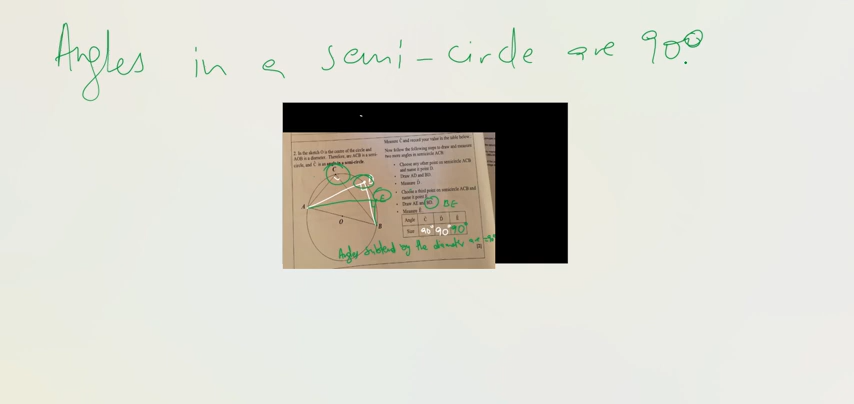 Angles in a semi-circle are 90°.
Measure C and record your value in the table below.
2. In the sketch O is the centre of the circle and
AOB is a diameter. Therefore, arc ACB is a semi-
circle, and C is an angle in a semi-circle.
Now follow the following steps to draw and measure
two more angles in semicircle ACB.
• Choose any other point on semicircle ACB
and name it point D.
• Draw AD and BD.
• Measure D.
• Choose a third point on semicircle ACB and
name it point E.
• Draw AE and BD. BE
• Measure E.
Angle C D E
Size 90° 90° 90°
C
D
E
A
O
B
Angles subtend by the diameter are